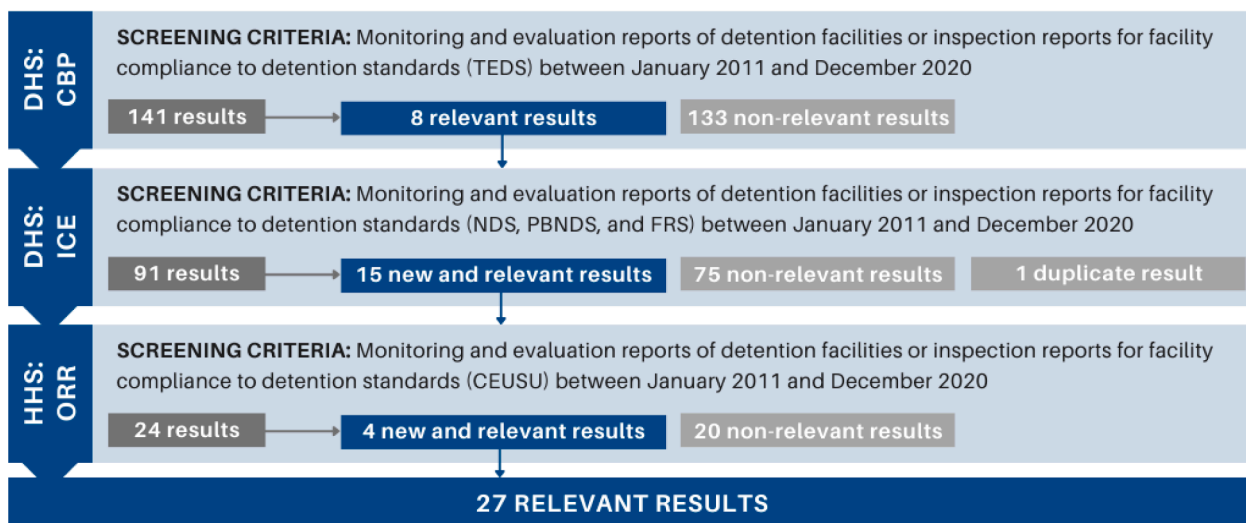 DHS:
CBP
SCREENING CRITERIA: Monitoring and evaluation reports of detention facilities or inspection reports for facility
compliance to detention standards (TEDS) between January 2011 and December 2020
141 results
8 relevant results
133 non-relevant results
DHS:
ICE
SCREENING CRITERIA: Monitoring and evaluation reports of detention facilities or inspection reports for facility
compliance to detention standards (NDS, PBNDS, and FRS) between January 2011 and December 2020
91 results
15 new and relevant results
75 non-relevant results
1 duplicate result
HHS:
ORR
SCREENING CRITERIA: Monitoring and evaluation reports of detention facilities or inspection reports for facility
compliance to detention standards (CEUSU) between January 2011 and December 2020
24 results
4 new and relevant results
20 non-relevant results
27 RELEVANT RESULTS